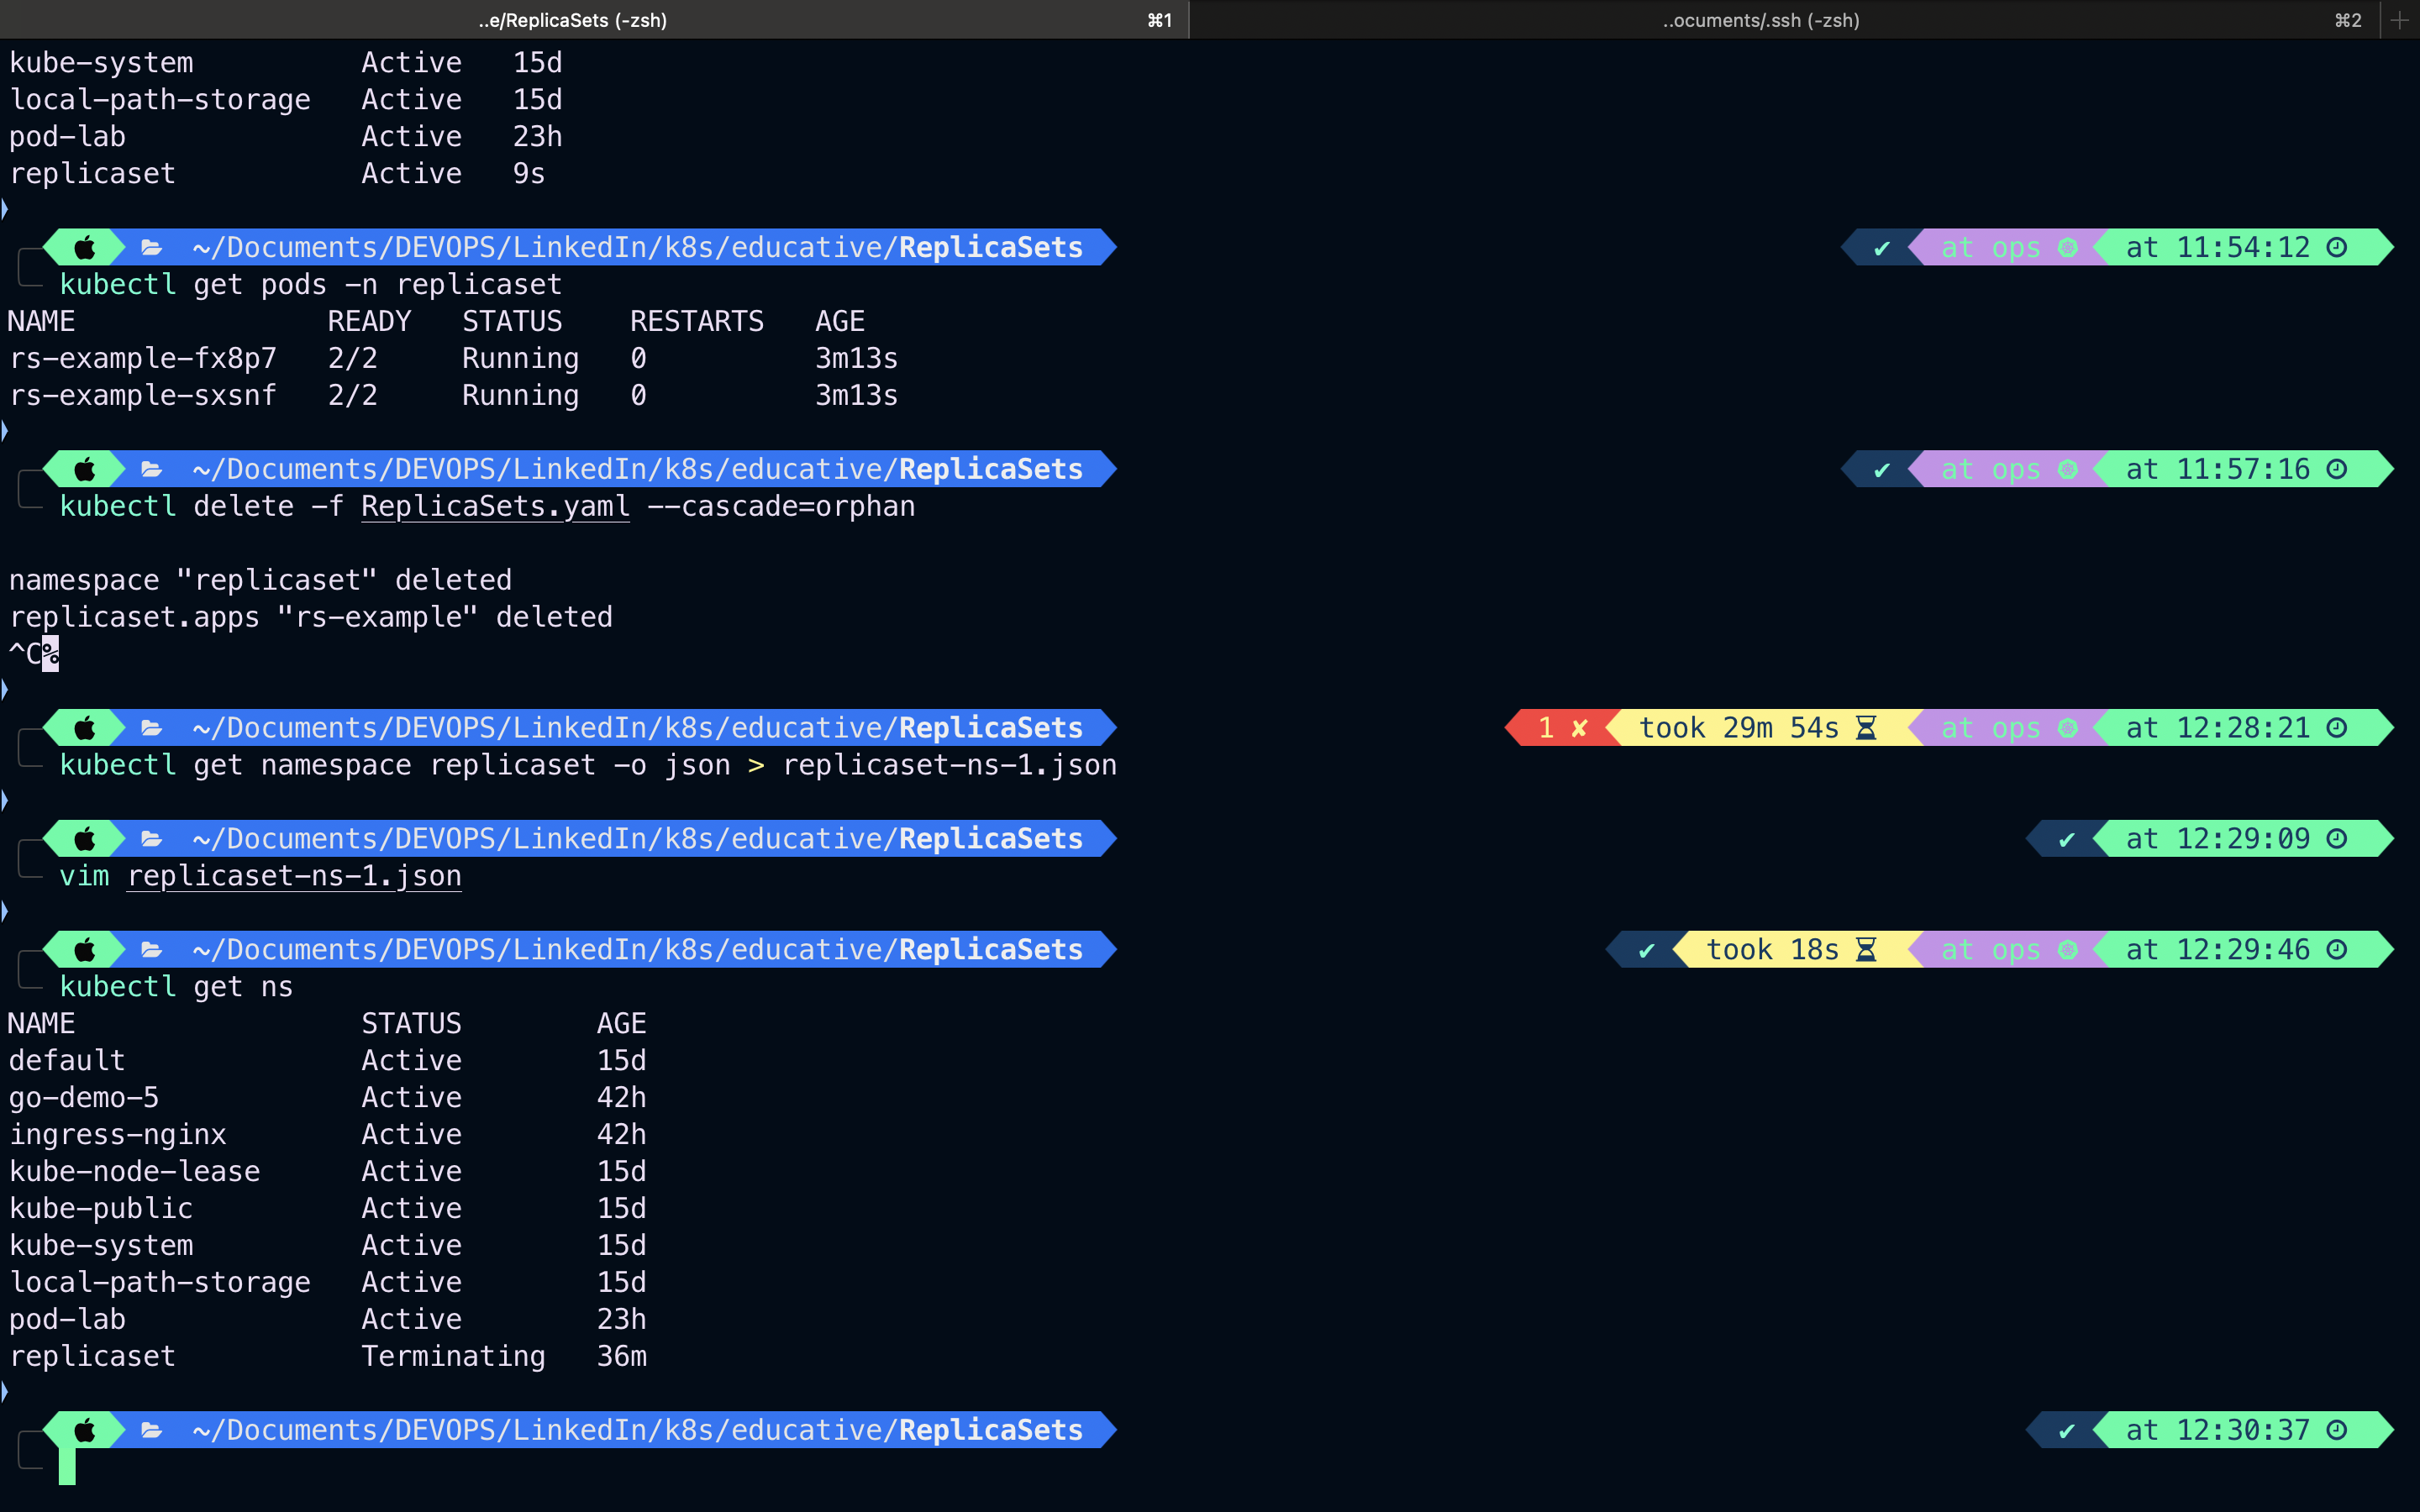 ..e/ReplicaSets (-zsh) ⌘1 ..ocuments/.ssh (-zsh) ⌘2 +
kube-system Active 15d
local-path-storage Active 15d
pod-lab Active 23h
replicaset Active 9s
~/Documents/DEVOPS/LinkedIn/k8s/educative/ReplicaSets ✔ at ops at 11:54:12
kubectl get pods -n replicaset
NAME READY STATUS RESTARTS AGE
rs-example-fx8p7 2/2 Running 0 3m13s
rs-example-sxsnf 2/2 Running 0 3m13s
~/Documents/DEVOPS/LinkedIn/k8s/educative/ReplicaSets ✔ at ops at 11:57:16
kubectl delete -f ReplicaSets.yaml --cascade=orphan
namespace "replicaset" deleted
replicaset.apps "rs-example" deleted
^C%
~/Documents/DEVOPS/LinkedIn/k8s/educative/ReplicaSets 1 ✘ took 29m 54s at ops at 12:28:21
kubectl get namespace replicaset -o json > replicaset-ns-1.json
~/Documents/DEVOPS/LinkedIn/k8s/educative/ReplicaSets ✔ at 12:29:09
vim replicaset-ns-1.json
~/Documents/DEVOPS/LinkedIn/k8s/educative/ReplicaSets ✔ took 18s at ops at 12:29:46
kubectl get ns
NAME STATUS AGE
default Active 15d
go-demo-5 Active 42h
ingress-nginx Active 42h
kube-node-lease Active 15d
kube-public Active 15d
kube-system Active 15d
local-path-storage Active 15d
pod-lab Active 23h
replicaset Terminating 36m
~/Documents/DEVOPS/LinkedIn/k8s/educative/ReplicaSets ✔ at 12:30:37